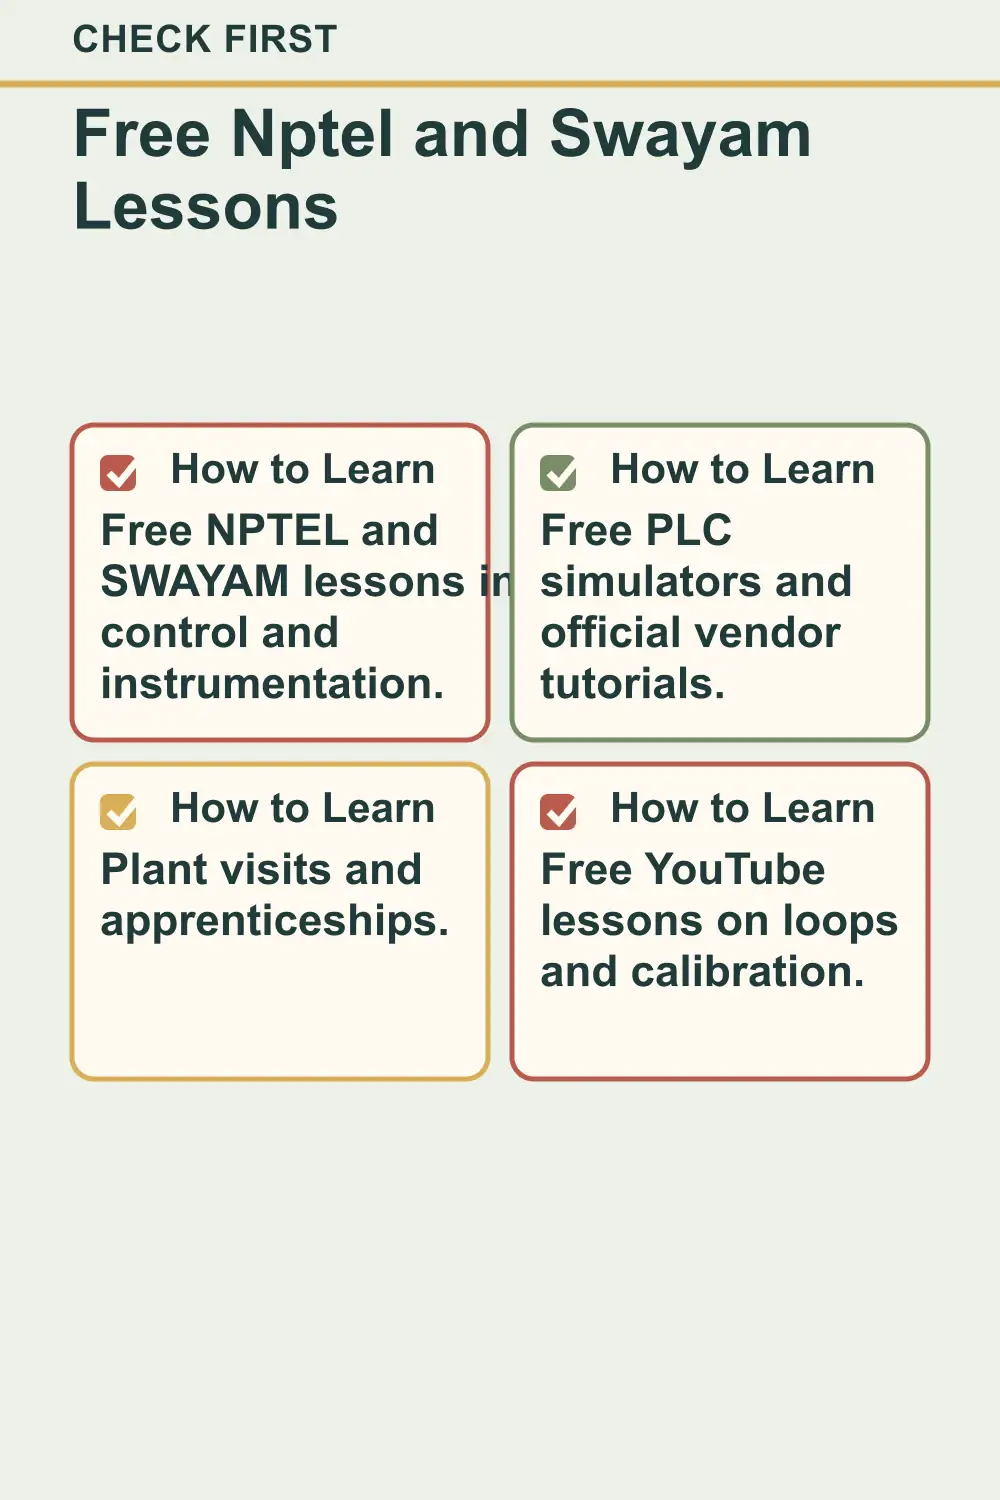 CHECK FIRST
Free Nptel and Swayam
Lessons
How to Learn
Free NPTEL and
SWAYAM lessons in
control and
instrumentation.
How to Learn
Free PLC
simulators and
official vendor
tutorials.
How to Learn
Plant visits and
apprenticeships.
How to Learn
Free YouTube
lessons on loops
and calibration.